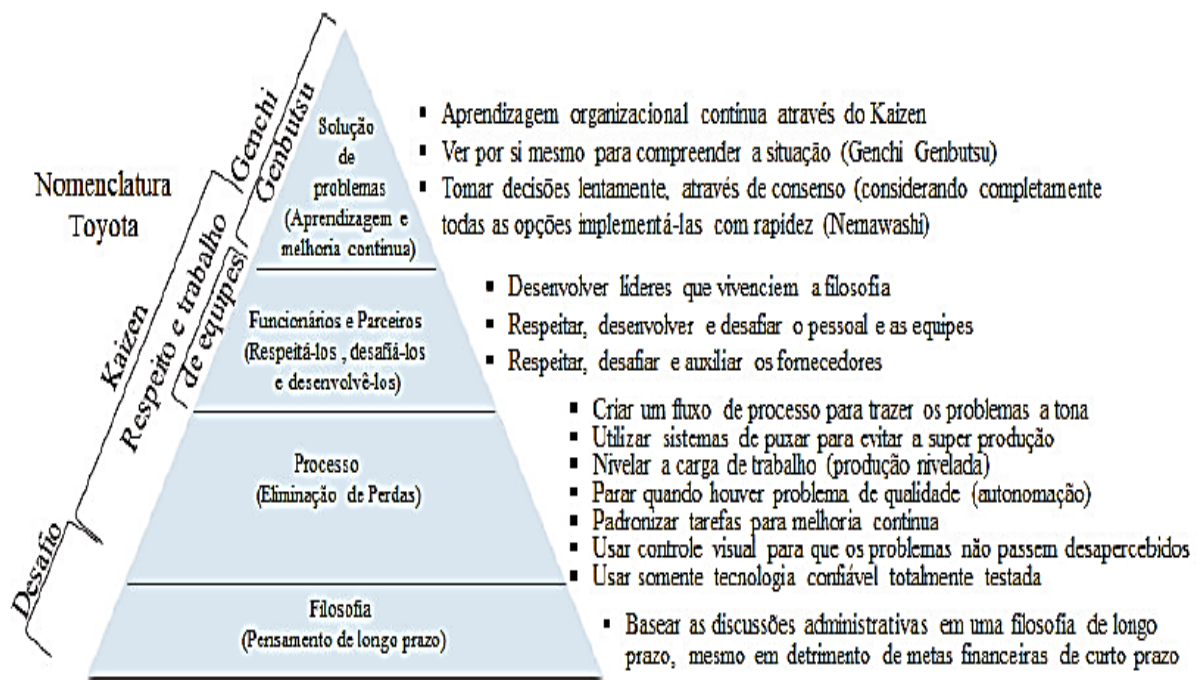 Nomenclatura
Toyota
Genchi
Genbutsu
Kaizen
Respeito e trabalho
de equipes
Desafio
Solução
de
problemas
(Aprendizagem e
melhoria contínua)
▪ Aprendizagem organizacional contínua através do Kaizen
▪ Ver por si mesmo para compreender a situação (Genchi Genbutsu)
▪ Tomar decisões lentamente, através de consenso (considerando completamente
todas as opções implementá-las com rapidez (Nemawashi)
Funcionários e Parceiros
(Respeitá-los , desafiá-los
e desenvolvê-los)
▪ Desenvolver líderes que vivenciem a filosofia
▪ Respeitar, desenvolver e desafiar o pessoal e as equipes
▪ Respeitar, desafiar e auxiliar os fornecedores
Processo
(Eliminação de Perdas)
▪ Criar um fluxo de processo para trazer os problemas a tona
▪ Utilizar sistemas de puxar para evitar a super produção
▪ Nivelar a carga de trabalho (produção nivelada)
▪ Parar quando houver problema de qualidade (autonomação)
▪ Padronizar tarefas para melhoria contínua
▪ Usar controle visual para que os problemas não passem desapercebidos
▪ Usar somente tecnologia confiável totalmente testada
Filosofia
(Pensamento de longo prazo)
▪ Basear as discussões administrativas em uma filosofia de longo
prazo, mesmo em detrimento de metas financeiras de curto prazo